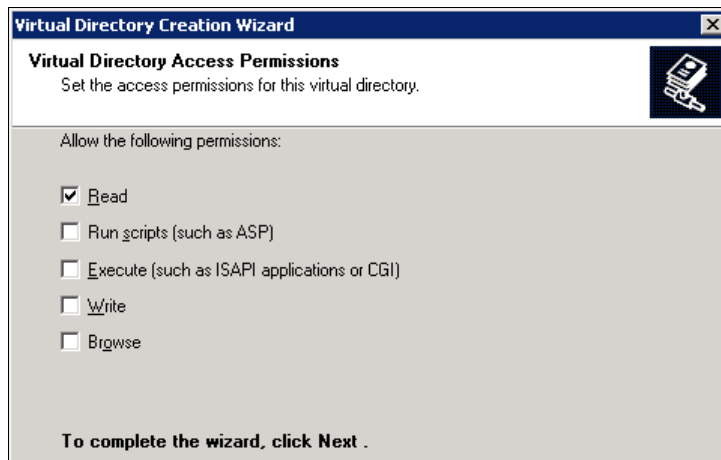 Virtual Directory Creation Wizard
Virtual Directory Access Permissions
Set the access permissions for this virtual directory.
Allow the following permissions:
Read
Run scripts (such as ASP)
Execute (such as ISAPI applications or CGI)
Write
Browse
To complete the wizard, click Next .